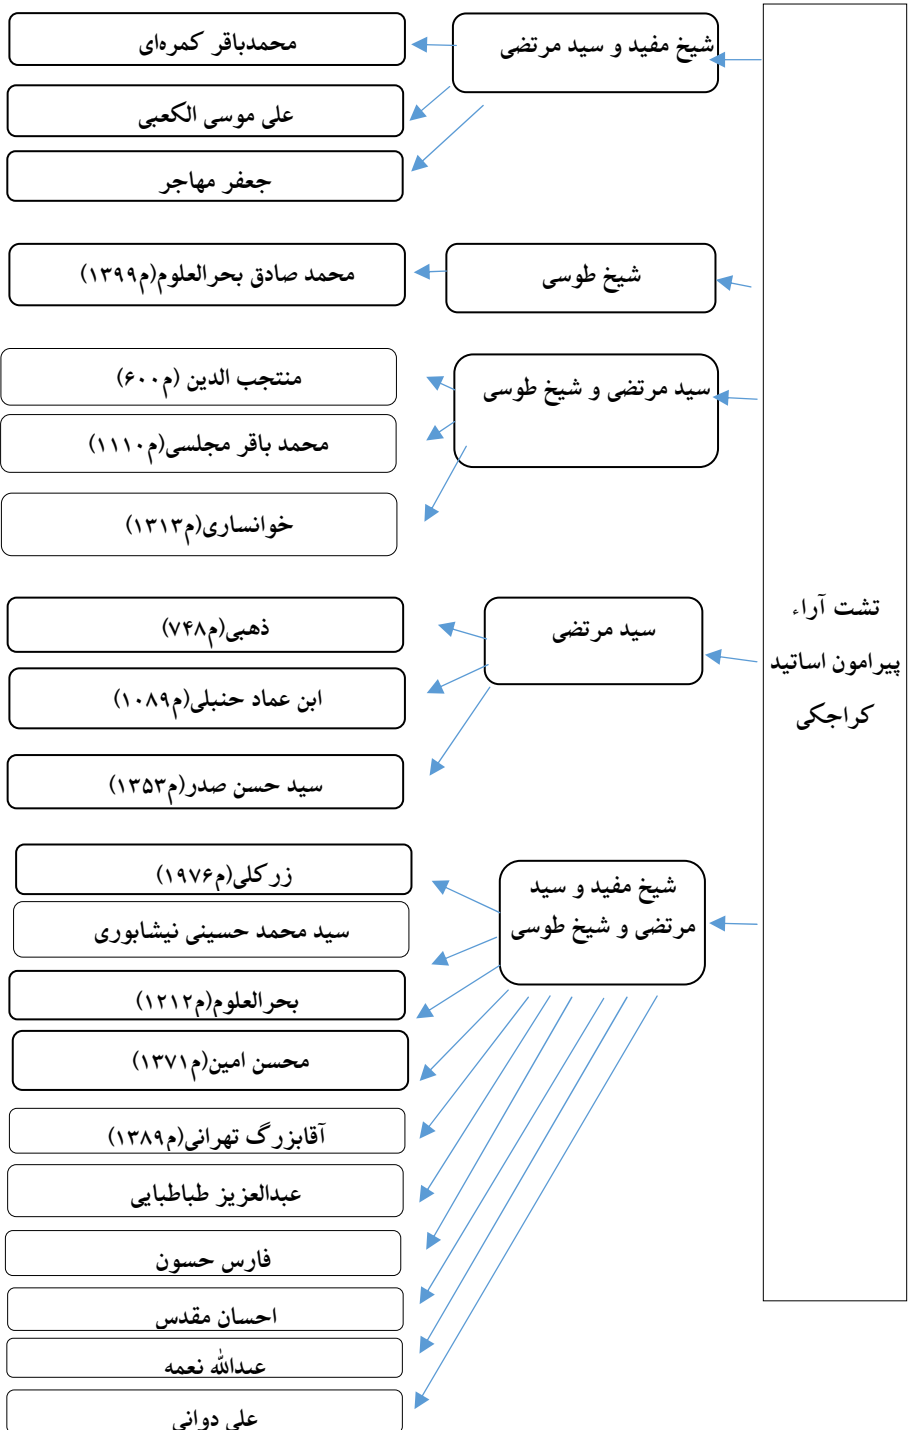 تشت آراء
پیرامون اساتید
کراجکی
شیخ مفید و سید مرتضی
محمدباقر کمره‌ای
علی موسی الکعبی
جعفر مهاجر
شیخ طوسی
محمد صادق بحرالعلوم(م۱۳۹۹)
سید مرتضی و شیخ طوسی
منتجب الدین (م۶۰۰)
محمد باقر مجلسی(م۱۱۱۰)
خوانساری(م۱۳۱۳)
سید مرتضی
ذهبی(م۷۴۸)
ابن عماد حنبلی(م۱۰۸۹)
سید حسن صدر(م۱۳۵۳)
شیخ مفید و سید
مرتضی و شیخ طوسی
زرکلی(م۱۹۷۶)
سید محمد حسینی نیشابوری
بحرالعلوم(م۱۲۱۲)
محسن امین(م۱۳۷۱)
آقابزرگ تهرانی(م۱۳۸۹)
عبدالعزیز طباطبایی
فارس حسون
احسان مقدس
عبدالله نعمه
علی دوانی